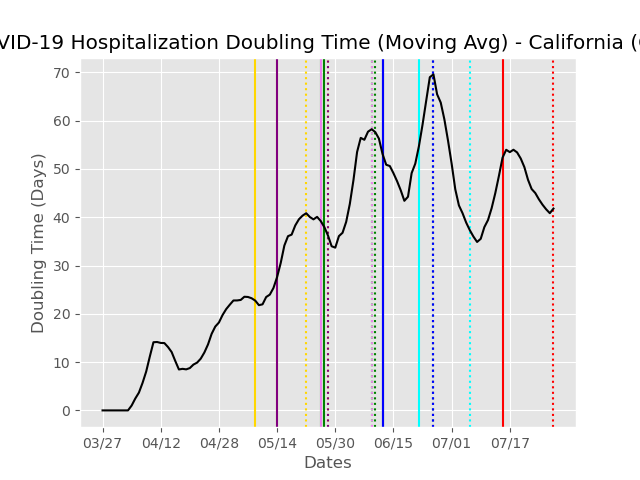 VID-19 Hospitalization Doubling Time (Moving Avg) - California (
70
60
50
40
30
20
10
0
Doubling Time (Days)
03/27 04/12 04/28 05/14 05/30 06/15 07/01 07/17
Dates